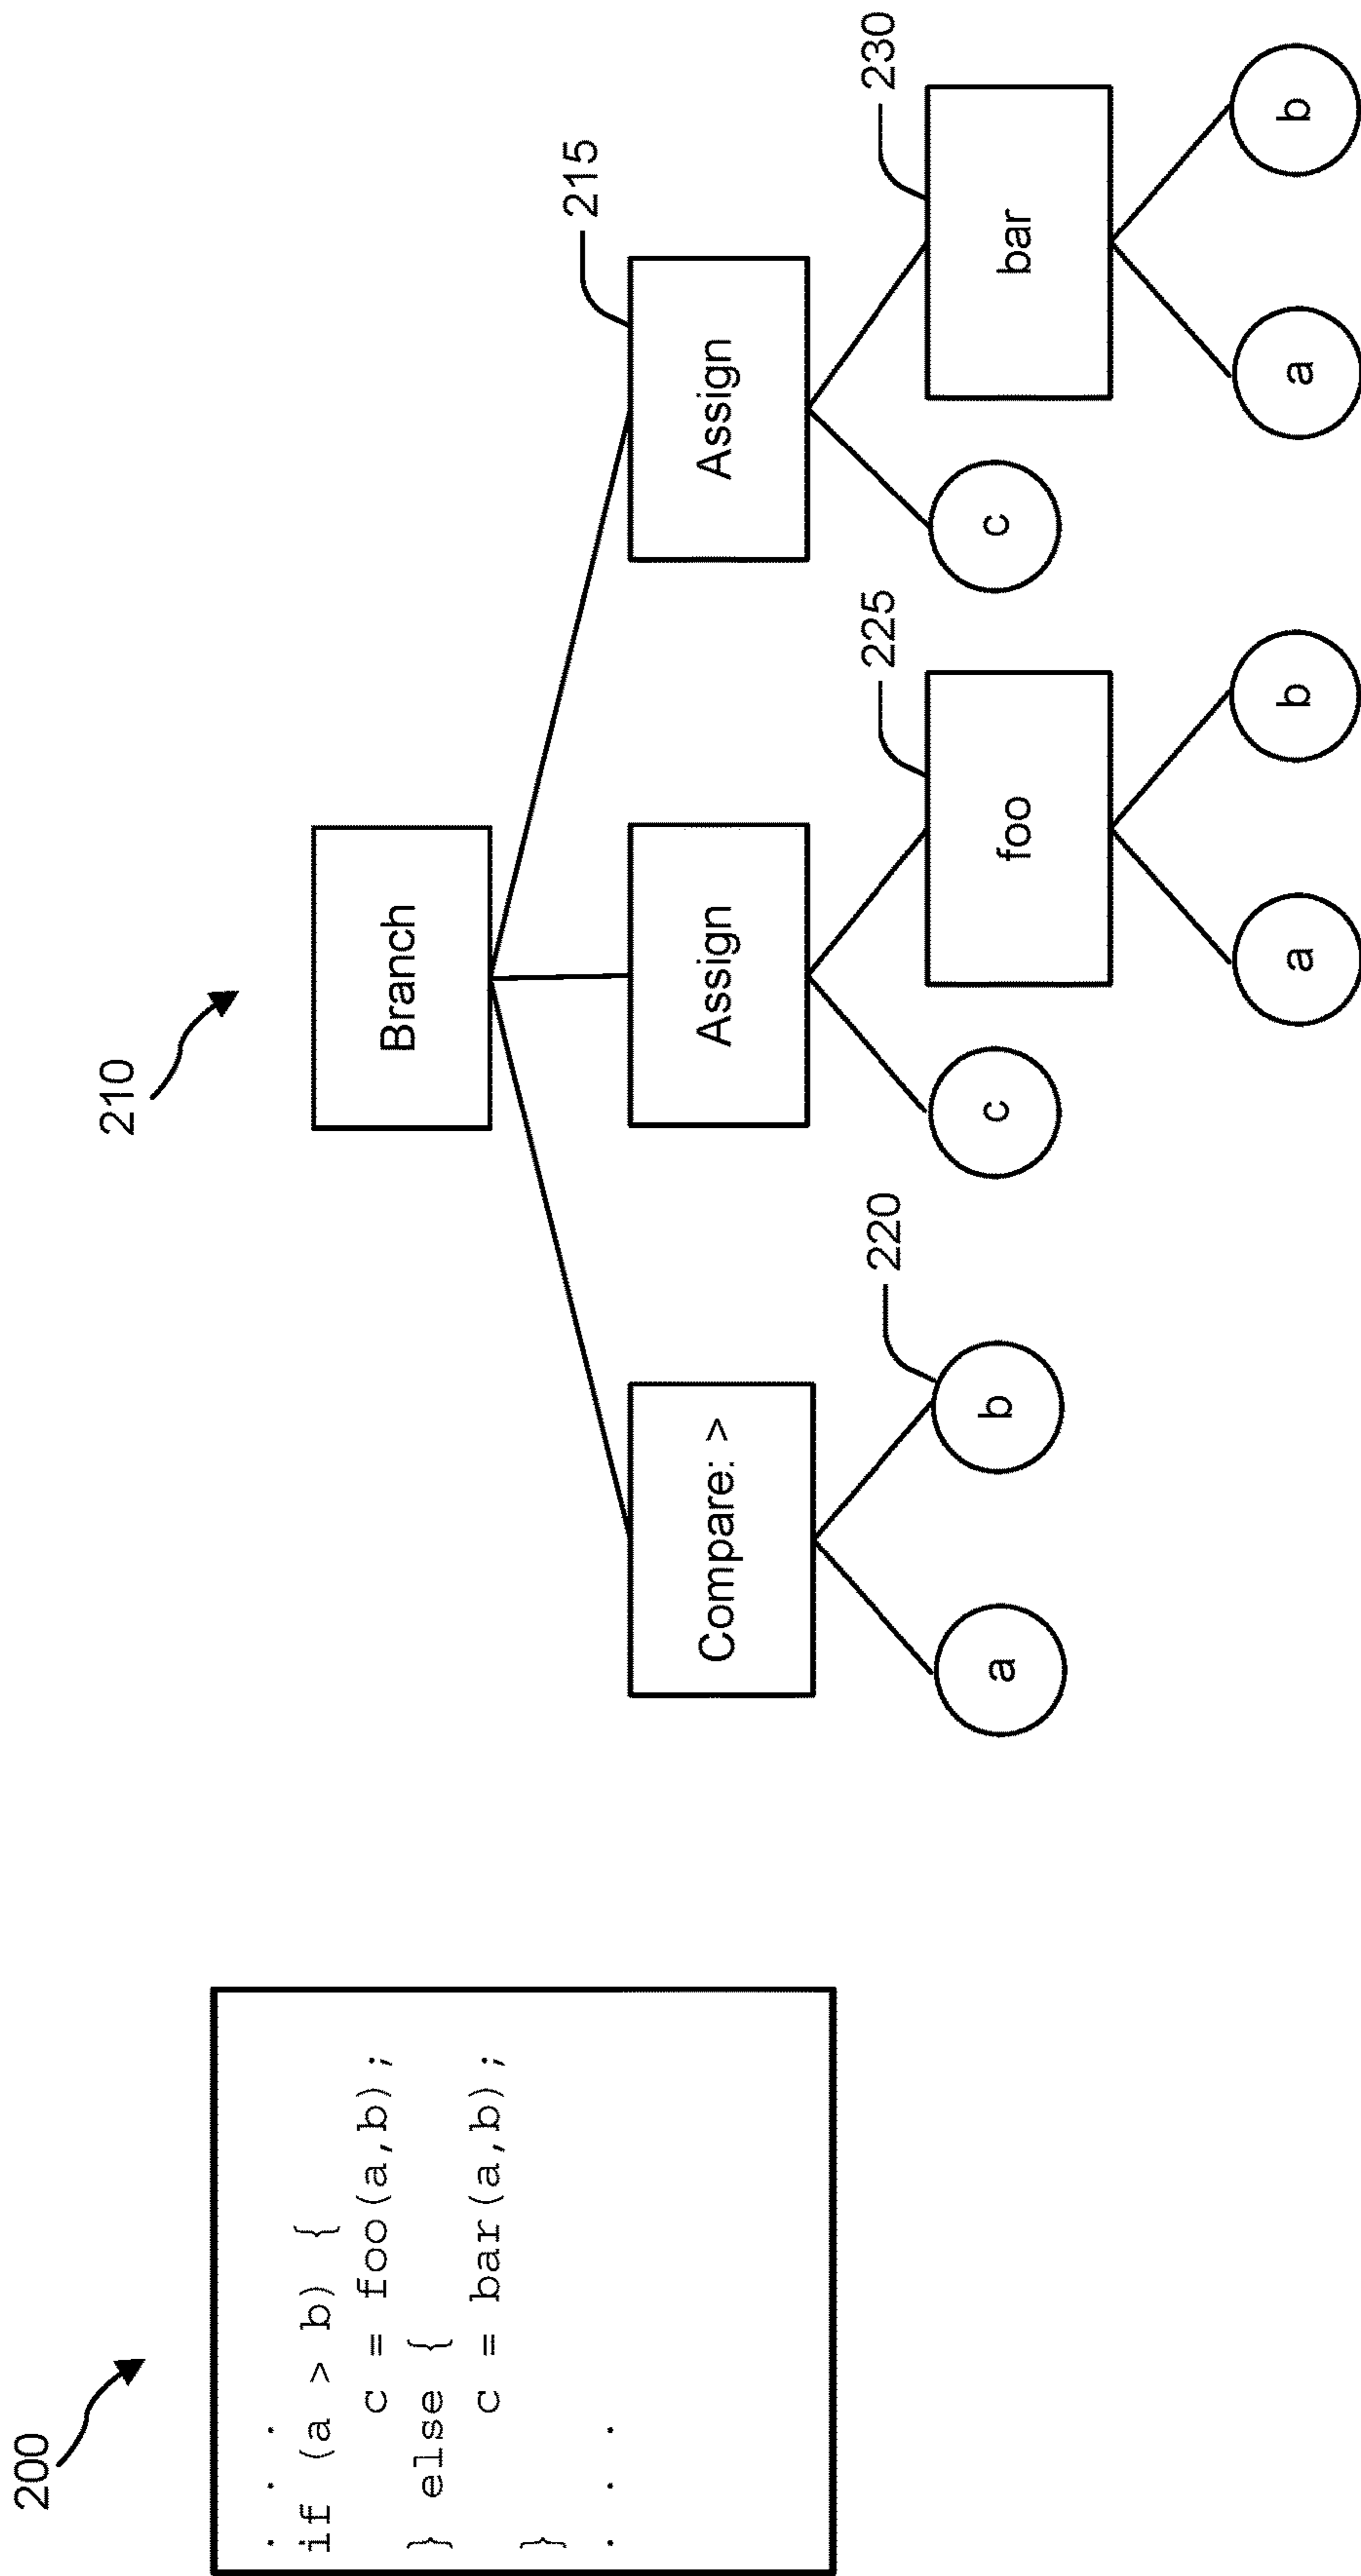 200
. . .
if (a > b) {
c = foo(a,b);
} else {
c = bar(a,b);
}
. . .
210
Branch
215
Compare: >
Assign
Assign
220
225
230
a
b
c
foo
c
bar
a
b
a
b